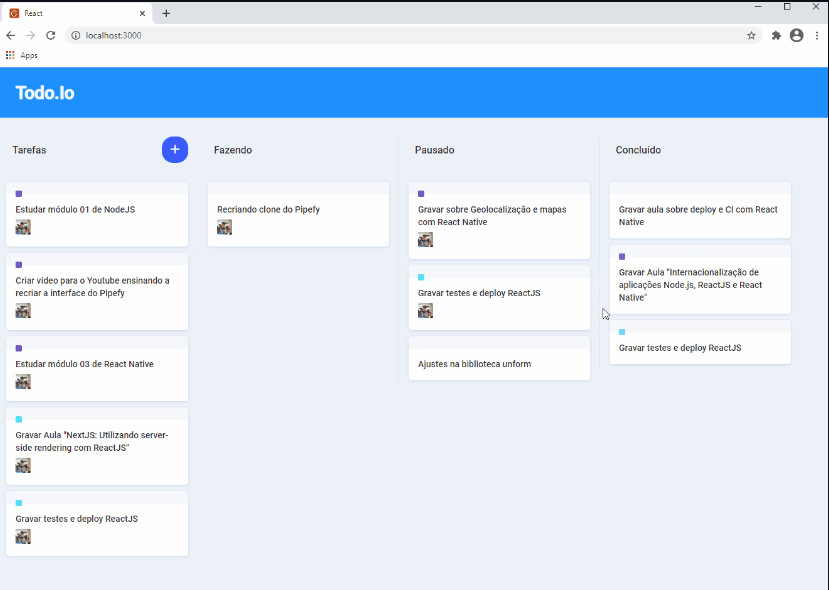 React
localhost:3000
Apps
Todo.Io
Tarefas
Estudar módulo 01 de NodeJS
Criar vídeo para o Youtube ensinando a
recriar a interface do Pipefy
Estudar módulo 03 de React Native
Gravar Aula "NextJS: Utilizando server-
side rendering com ReactJS"
Gravar testes e deploy ReactJS
Fazendo
Recriando clone do Pipefy
Pausado
Gravar sobre Geolocalização e mapas
com React Native
Gravar testes e deploy ReactJS
Ajustes na biblioteca unform
Concluído
Gravar aula sobre deploy e CI com React
Native
Gravar Aula "Internacionalização de
aplicações Node.js, ReactJS e React
Native"
Gravar testes e deploy ReactJS